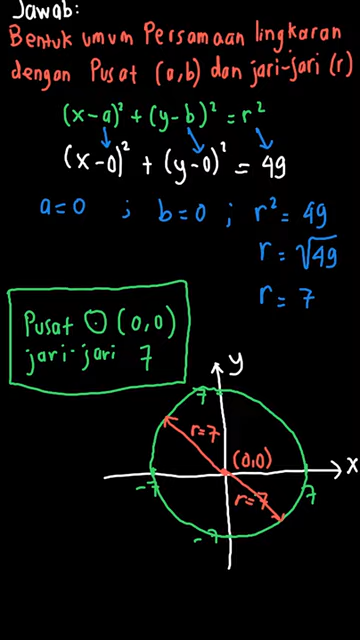 Jawab:
Bentuk umum Persamaan lingkaran
dengan Pusat (a,b) dan jari-jari (r)
(x-a)² + (y-b)² = r²
(x-0)² + (y-0)² = 49
a=0 ; b=0 ; r² = 49
r = √49
r = 7
Pusat O (0,0)
jari-jari 7
y
7
r=7
(0,0)
x
-7
r=7
7
-7